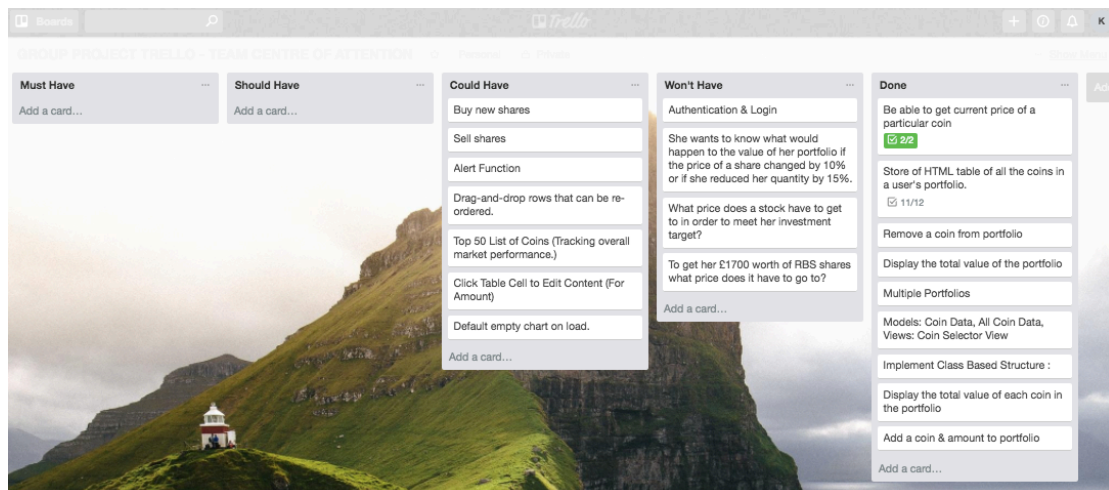 Boards
Trello
K
GROUP PROJECT TRELLO - TEAM CENTRE OF ATTENTION
Private
Show Menu
Must Have
Add a card…
Should Have
Add a card…
Could Have
Buy new shares
Sell shares
Alert Function
Drag-and-drop rows that can be re-
ordered.
Top 50 List of Coins (Tracking overall
market performance.)
Click Table Cell to Edit Content (For
Amount)
Default empty chart on load.
Add a card…
Won't Have
Authentication & Login
She wants to know what would
happen to the value of her portfolio if
the price of a share changed by 10%
or if she reduced her quantity by 15%.
What price does a stock have to get
to in order to meet her investment
target?
To get her £1700 worth of RBS shares
what price does it have to go to?
Add a card…
Done
Be able to get current price of a
particular coin
2/2
Store of HTML table of all the coins in
a user's portfolio.
11/12
Remove a coin from portfolio
Display the total value of the portfolio
Multiple Portfolios
Models: Coin Data, All Coin Data,
Views: Coin Selector View
Implement Class Based Structure :
Display the total value of each coin in
the portfolio
Add a coin & amount to portfolio
Add a card…